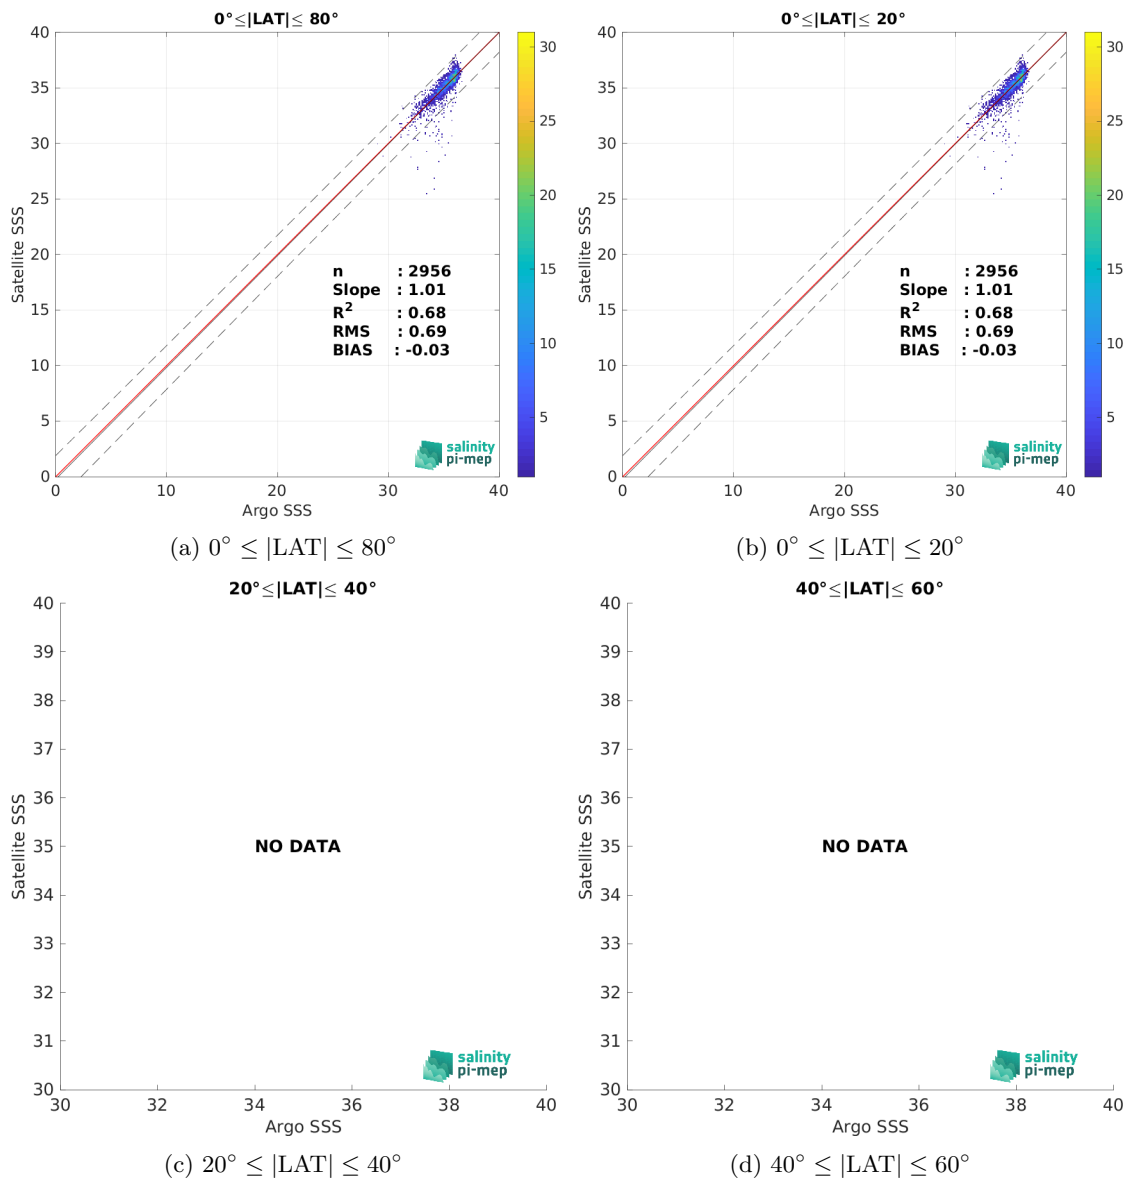 0°≤|LAT|≤ 80°
40
35
30
25
20
15
10
5
0
Satellite SSS
0
10
20
30
40
Argo SSS
30
25
20
15
10
5
n : 2956
Slope : 1.01
R² : 0.68
RMS : 0.69
BIAS : -0.03
salinity
pi-mep
(a) 0° ≤ |LAT| ≤ 80°
0°≤|LAT|≤ 20°
40
35
30
25
20
15
10
5
0
Satellite SSS
0
10
20
30
40
Argo SSS
30
25
20
15
10
5
n : 2956
Slope : 1.01
R² : 0.68
RMS : 0.69
BIAS : -0.03
salinity
pi-mep
(b) 0° ≤ |LAT| ≤ 20°
20°≤|LAT|≤ 40°
40
39
38
37
36
35
34
33
32
31
30
Satellite SSS
NO DATA
salinity
pi-mep
30
32
34
36
38
40
Argo SSS
(c) 20° ≤ |LAT| ≤ 40°
40°≤|LAT|≤ 60°
40
39
38
37
36
35
34
33
32
31
30
Satellite SSS
NO DATA
salinity
pi-mep
30
32
34
36
38
40
Argo SSS
(d) 40° ≤ |LAT| ≤ 60°